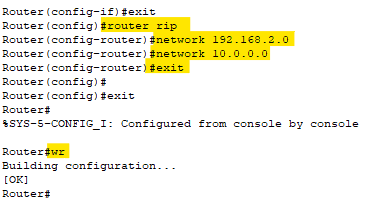 Router(config-if)#exit
Router(config)#router rip
Router(config-router)#network 192.168.2.0
Router(config-router)#network 10.0.0.0
Router(config-router)#exit
Router(config)#
Router(config)#exit
Router#
%SYS-5-CONFIG_I: Configured from console by console
Router#wr
Building configuration...
[OK]
Router#